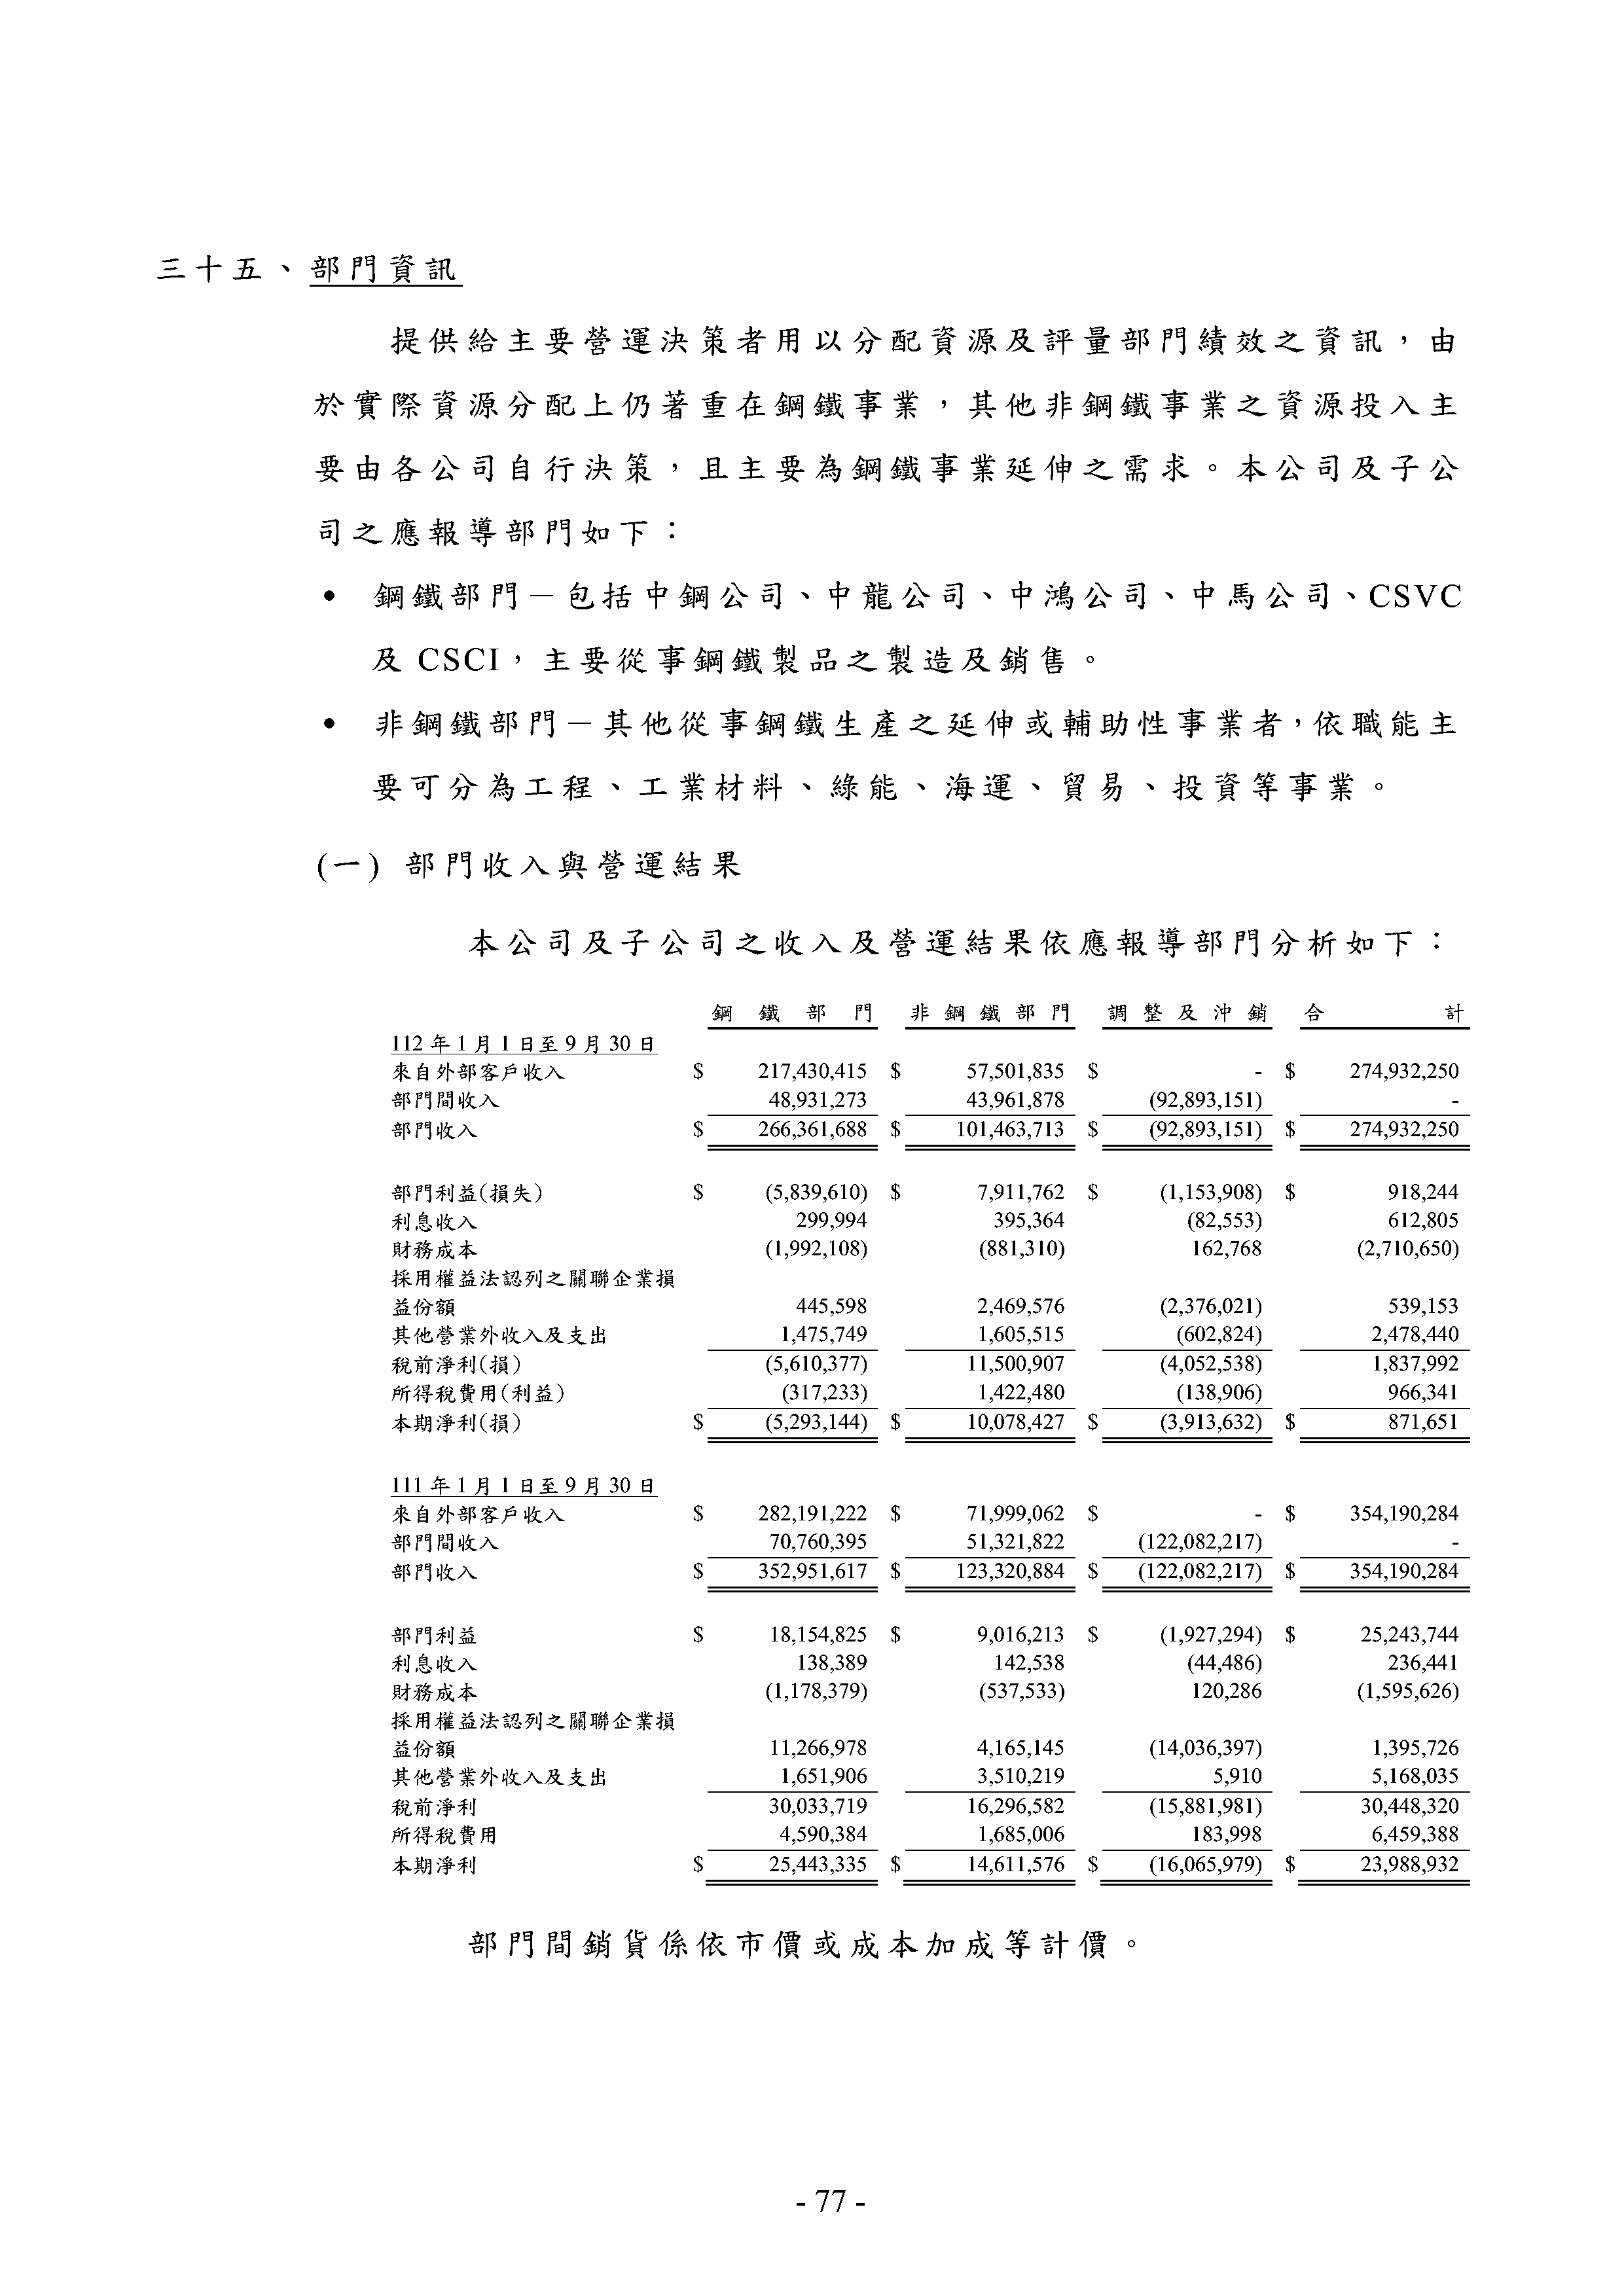 三十五、部門資訊
提供給主要營運決策者用以分配資源及評量部門績效之資訊，由
於實際資源分配上仍著重在鋼鐵事業，其他非鋼鐵事業之資源投入主
要由各公司自行決策，且主要為鋼鐵事業延伸之需求。本公司及子公
司之應報導部門如下：
• 鋼鐵部門－包括中鋼公司、中龍公司、中鴻公司、中馬公司、CSVC
及 CSCI，主要從事鋼鐵製品之製造及銷售。
• 非鋼鐵部門－其他從事鋼鐵生產之延伸或輔助性事業者，依職能主
要可分為工程、工業材料、綠能、海運、貿易、投資等事業。
(一) 部門收入與營運結果
本公司及子公司之收入及營運結果依應報導部門分析如下：
鋼鐵部門 非鋼鐵部門 調整及沖銷 合計
112 年 1 月 1 日至 9 月 30 日
來自外部客戶收入 $ 217,430,415 $ 57,501,835 $ - $ 274,932,250
部門間收入 48,931,273 43,961,878 (92,893,151) -
部門收入 $ 266,361,688 $ 101,463,713 $ (92,893,151) $ 274,932,250
部門利益(損失) $ (5,839,610) $ 7,911,762 $ (1,153,908) $ 918,244
利息收入 299,994 395,364 (82,553) 612,805
財務成本 (1,992,108) (881,310) 162,768 (2,710,650)
採用權益法認列之關聯企業損
益份額 445,598 2,469,576 (2,376,021) 539,153
其他營業外收入及支出 1,475,749 1,605,515 (602,824) 2,478,440
稅前淨利(損) (5,610,377) 11,500,907 (4,052,538) 1,837,992
所得稅費用(利益) (317,233) 1,422,480 (138,906) 966,341
本期淨利(損) $ (5,293,144) $ 10,078,427 $ (3,913,632) $ 871,651
111 年 1 月 1 日至 9 月 30 日
來自外部客戶收入 $ 282,191,222 $ 71,999,062 $ - $ 354,190,284
部門間收入 70,760,395 51,321,822 (122,082,217) -
部門收入 $ 352,951,617 $ 123,320,884 $ (122,082,217) $ 354,190,284
部門利益 $ 18,154,825 $ 9,016,213 $ (1,927,294) $ 25,243,744
利息收入 138,389 142,538 (44,486) 236,441
財務成本 (1,178,379) (537,533) 120,286 (1,595,626)
採用權益法認列之關聯企業損
益份額 11,266,978 4,165,145 (14,036,397) 1,395,726
其他營業外收入及支出 1,651,906 3,510,219 5,910 5,168,035
稅前淨利 30,033,719 16,296,582 (15,881,981) 30,448,320
所得稅費用 4,590,384 1,685,006 183,998 6,459,388
本期淨利 $ 25,443,335 $ 14,611,576 $ (16,065,979) $ 23,988,932
部門間銷貨係依市價或成本加成等計價。
- 77 -